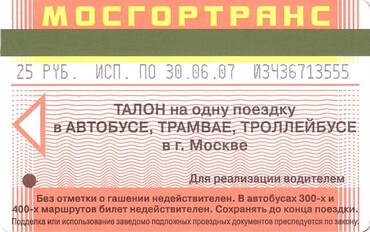 МОСГОРТРАНС
25 РУБ. ИСП. ПО 30.06.07 ИЗЧ36713555
ТАЛОН на одну поездку
в АВТОБУСЕ, ТРАМВАЕ, ТРОЛЛЕЙБУСЕ
в г. Москве
Для реализации водителем
Без отметки о гашении недействителен. В автобусах 300-х и
400-х маршрутов билет недействителен. Сохранять до конца поездки.
Подделка или использование заведомо подложных проездных документов преследуется по закону.